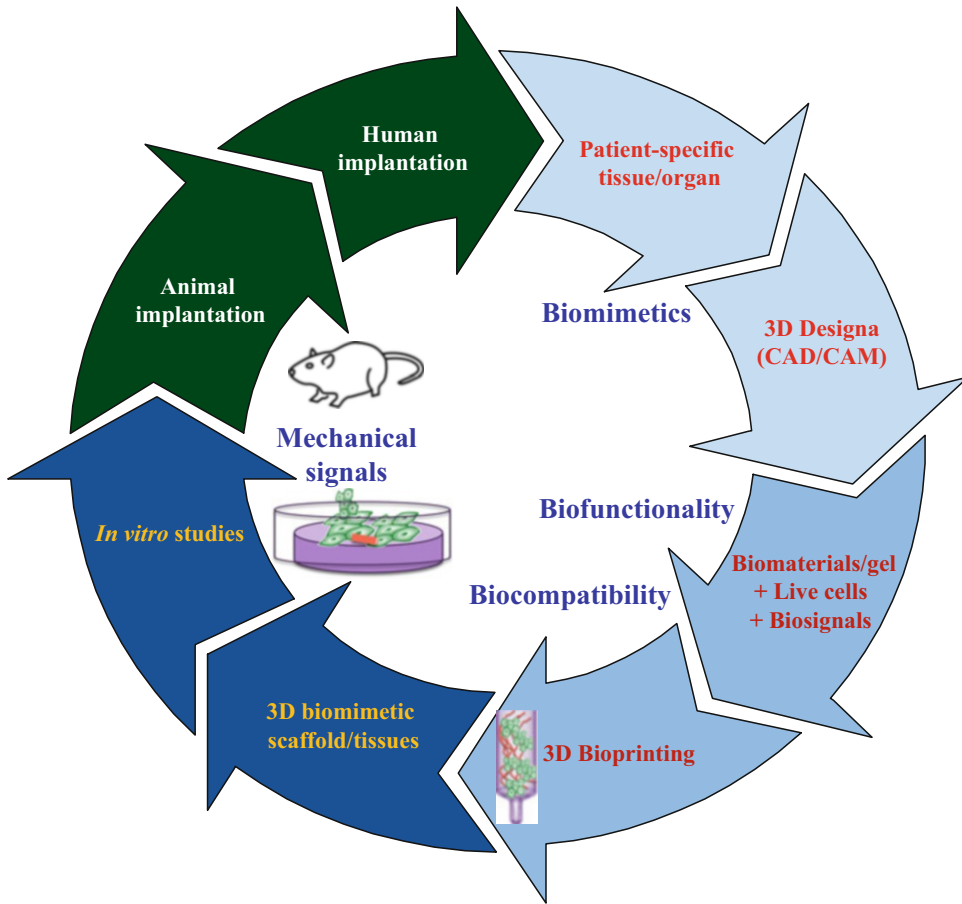 Human
implantation
Patient-specific
tissue/organ
Animal
implantation
Biomimetics
3D Designa
(CAD/CAM)
Mechanical
signals
In vitro studies
Biofunctionality
Biomaterials/gel
+ Live cells
+ Biosignals
Biocompatibility
3D biomimetic
scaffold/tissues
3D Bioprinting